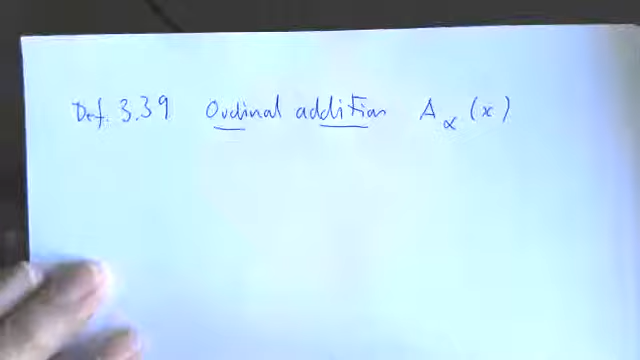 Def. 3.39 Ordinal addition A_α(x)